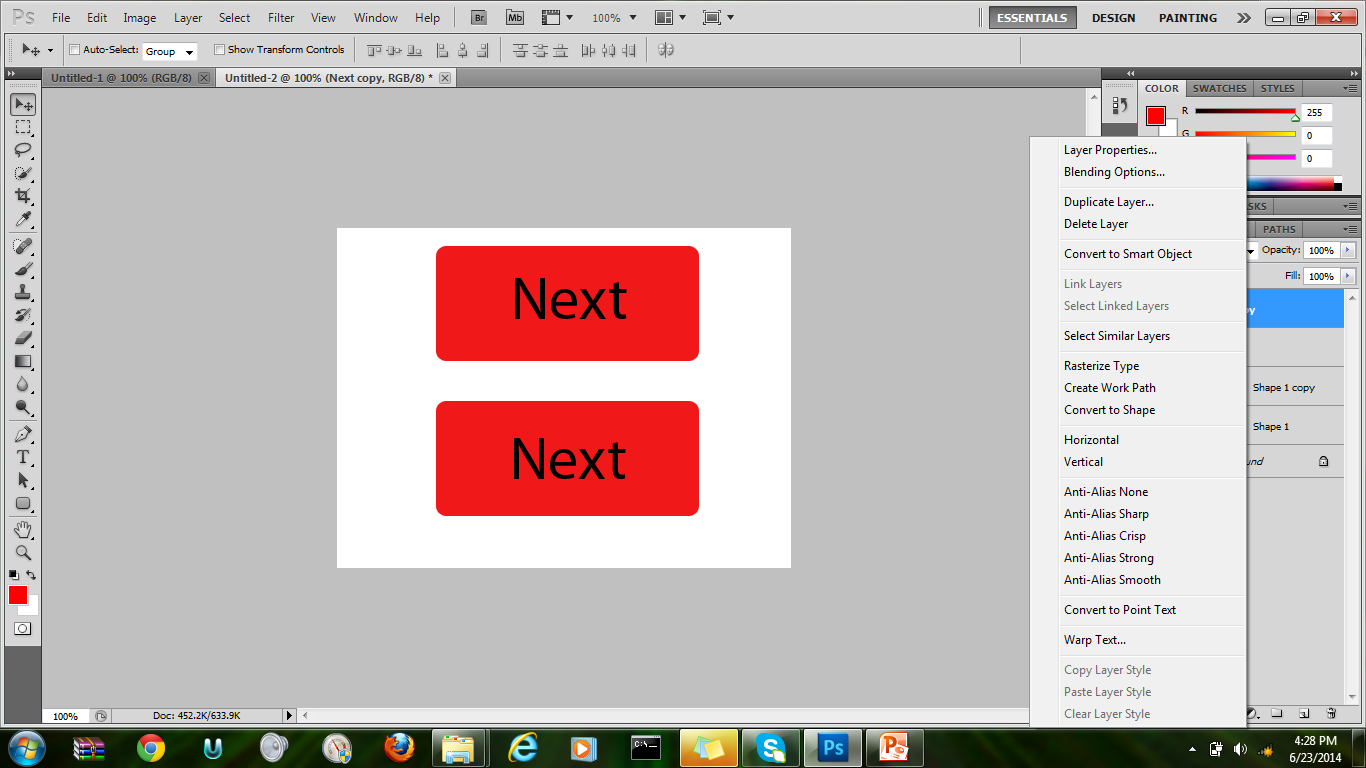 Ps File Edit Image Layer Select Filter View Window Help Br Mb 100% ESSENTIALS DESIGN PAINTING
Auto-Select: Group Show Transform Controls
Untitled-1 @ 100% (RGB/8) Untitled-2 @ 100% (Next copy, RGB/8) *
COLOR SWATCHES STYLES
R 255
G 0
0
SKS
PATHS
Opacity: 100%
Fill: 100%
py
Shape 1 copy
Shape 1
und
Layer Properties...
Blending Options...
Duplicate Layer...
Delete Layer
Convert to Smart Object
Link Layers
Select Linked Layers
Select Similar Layers
Rasterize Type
Create Work Path
Convert to Shape
Horizontal
Vertical
Anti-Alias None
Anti-Alias Sharp
Anti-Alias Crisp
Anti-Alias Strong
Anti-Alias Smooth
Convert to Point Text
Warp Text...
Copy Layer Style
Paste Layer Style
Clear Layer Style
Next
Next
T
100% Doc: 452.2K/633.9K
C:\_
S Ps P
4:28 PM
6/23/2014